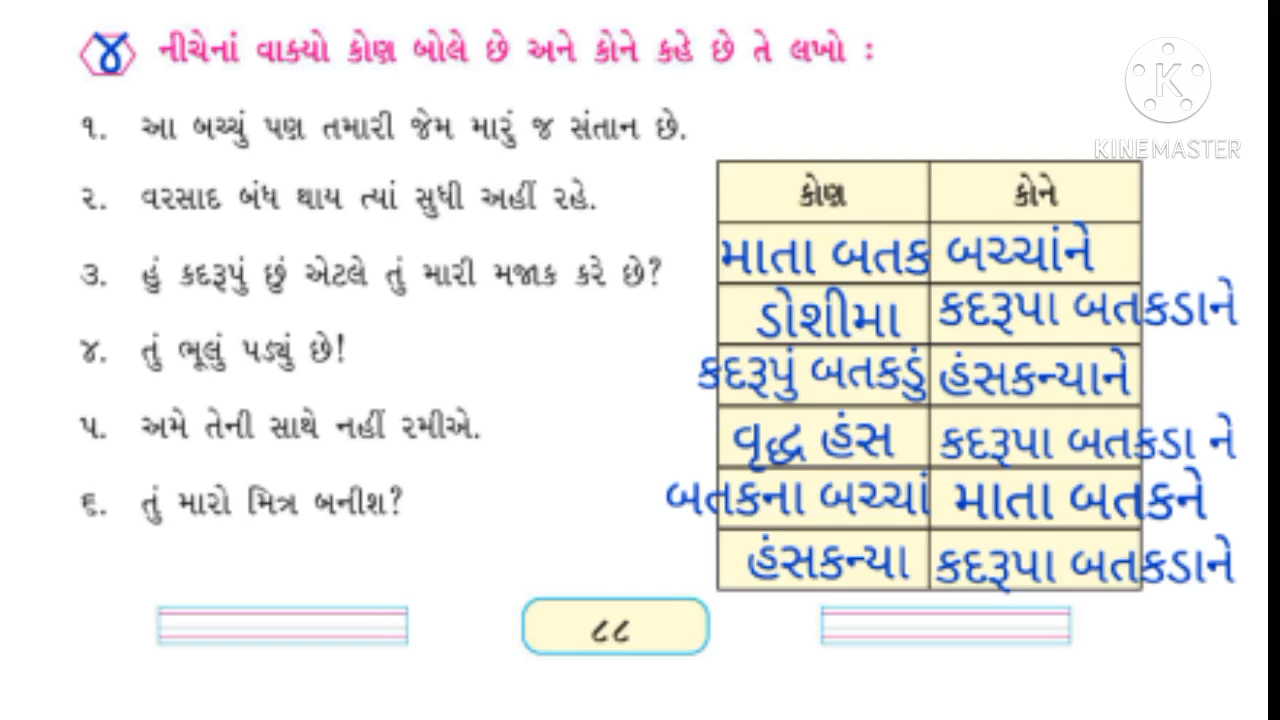 ૪ નીચેનાં વાક્યો કોણ બોલે છે અને કોને કહે છે તે લખો :
૧. આ બચ્ચું પણ તમારી જેમ મારું જ સંતાન છે.
૨. વરસાદ બંધ થાય ત્યાં સુધી અહીં રહે.
૩. હું કદરૂપું છું એટલે તું મારી મજાક કરે છે?
૪. તું ભૂલું પડ્યું છે!
૫. અમે તેની સાથે નહીં રમીએ.
૬. તું મારો મિત્ર બનીશ?
K
KINEMASTER
કોણ કોને
માતા બતક બચ્ચાંને
ડોશીમા કદરૂપા બતકડાને
કદરૂપું બતકડું હંસકન્યાને
વૃદ્ધ હંસ કદરૂપા બતકડા ને
બતકના બચ્ચાં માતા બતકને
હંસકન્યા કદરૂપા બતકડાને
૮૮